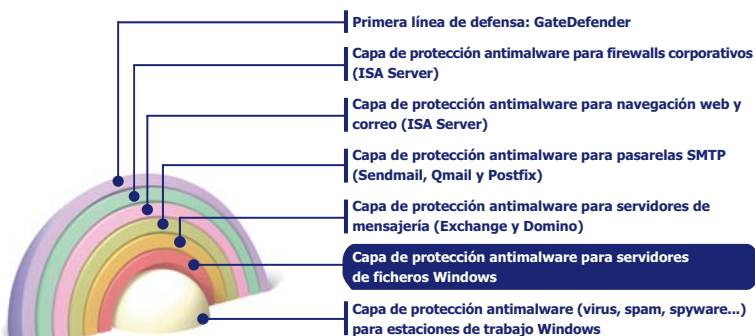 Primera línea de defensa: GateDefender
Capa de protección antimalware para firewalls corporativos
(ISA Server)
Capa de protección antimalware para navegación web y
correo (ISA Server)
Capa de protección antimalware para pasarelas SMTP
(Sendmail, Qmail y Postfix)
Capa de protección antimalware para servidores de
mensajería (Exchange y Domino)
Capa de protección antimalware para servidores
de ficheros Windows
Capa de protección antimalware (virus, spam, spyware...)
para estaciones de trabajo Windows